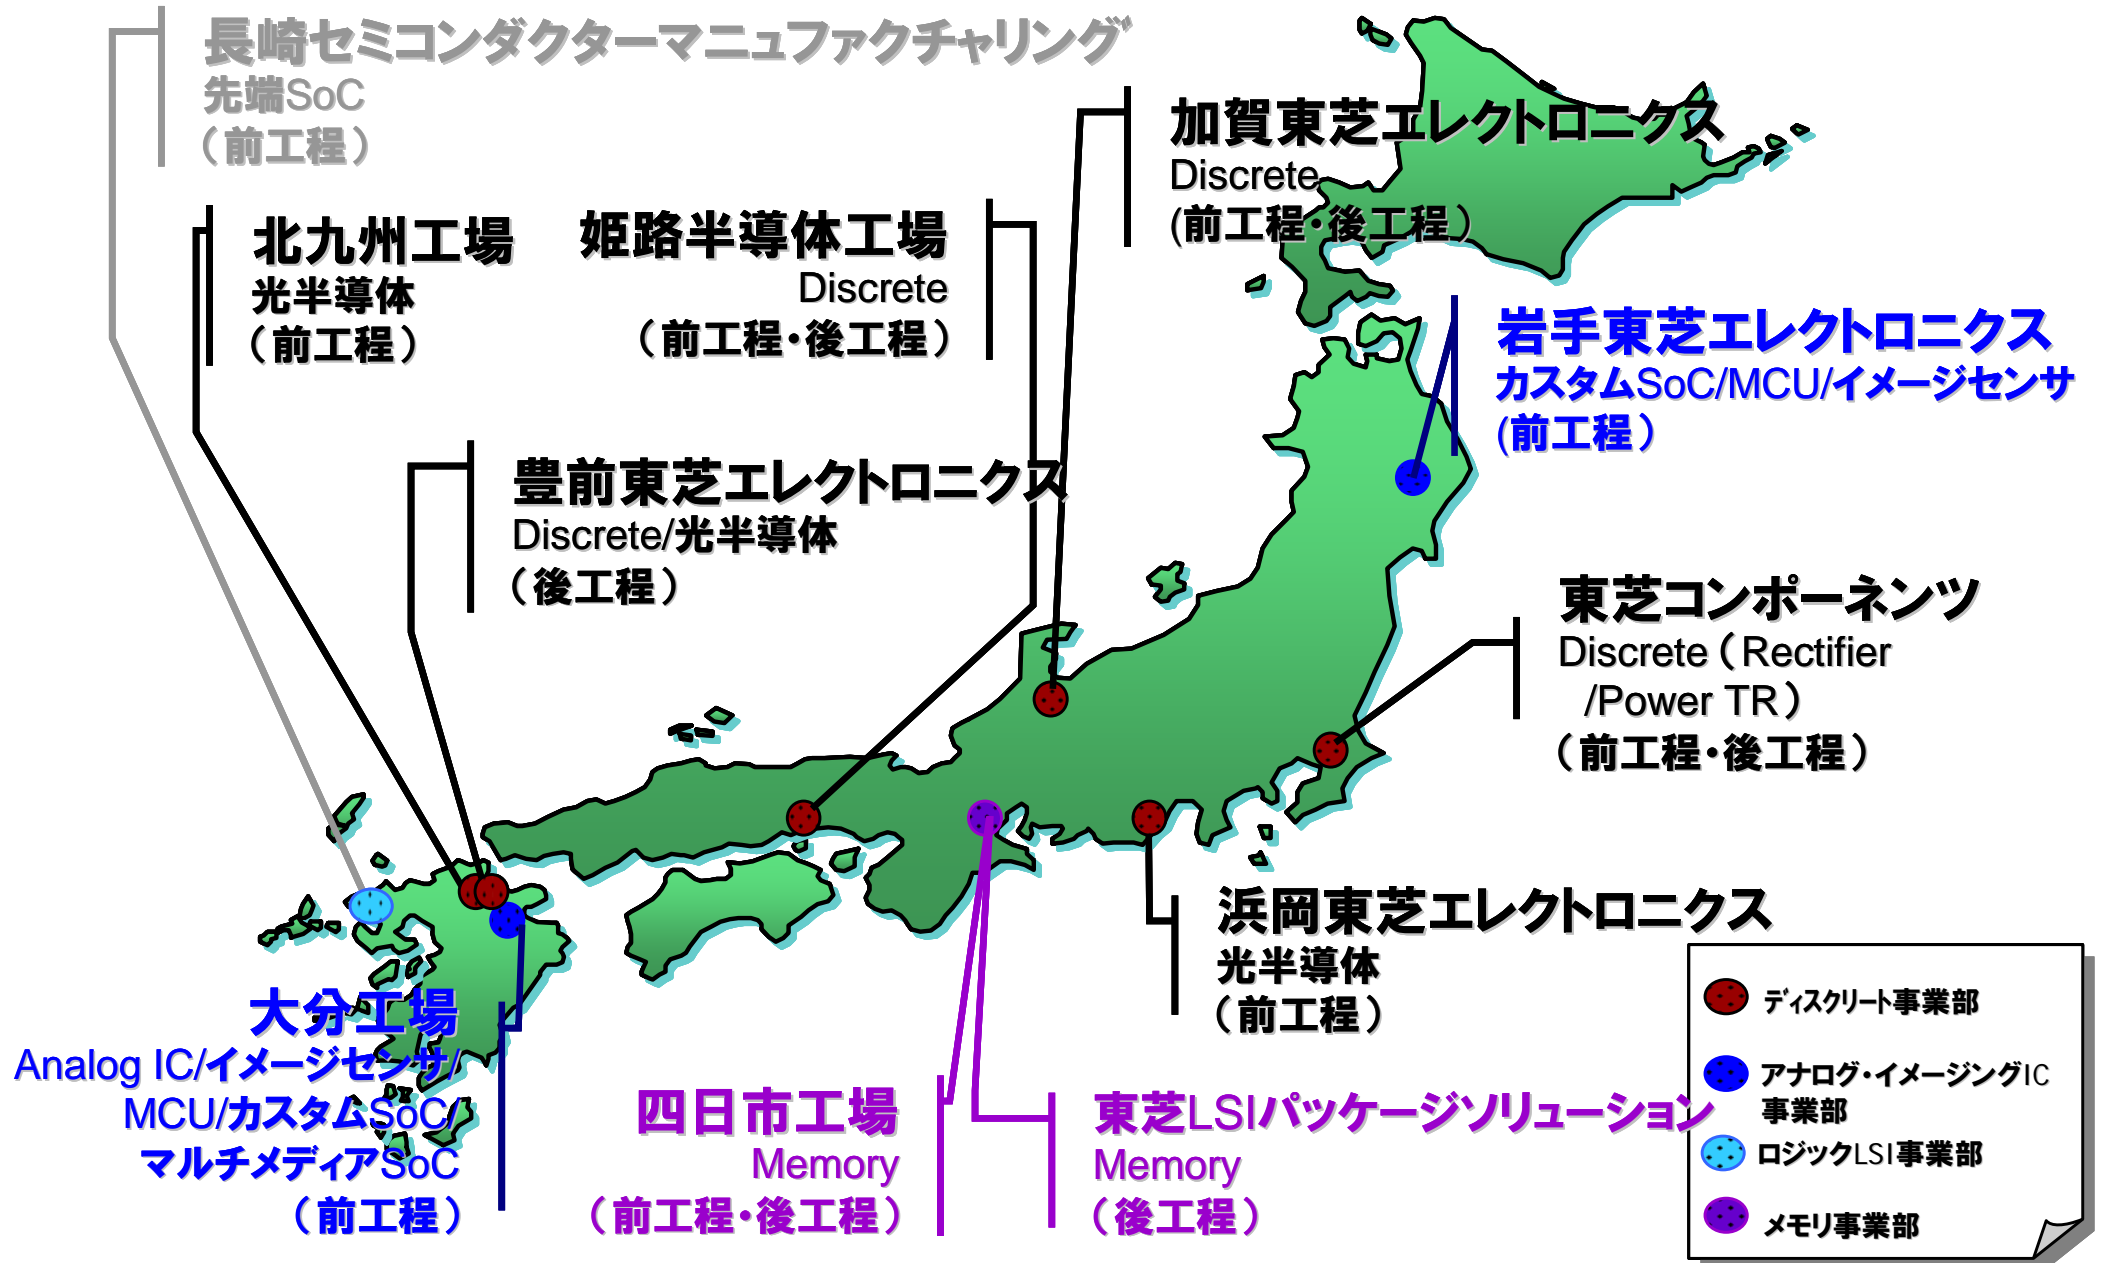 長崎セミコンダクターマニュファクチャリング
先端SoC
（前工程）
加賀東芝エレクトロニクス
Discrete
(前工程・後工程）
北九州工場
光半導体
（前工程）
姫路半導体工場
Discrete
（前工程・後工程）
岩手東芝エレクトロニクス
カスタムSoC/MCU/イメージセンサ
(前工程）
豊前東芝エレクトロニクス
Discrete/光半導体
（後工程）
東芝コンポーネンツ
Discrete（Rectifier
/Power TR）
（前工程・後工程）
浜岡東芝エレクトロニクス
光半導体
（前工程）
大分工場
Analog IC/イメージセンサ/
MCU/カスタムSoC/
マルチメディアSoC
（前工程）
四日市工場
Memory
（前工程・後工程）
東芝LSIパッケージソリューション
Memory
（後工程）
ディスクリート事業部
アナログ・イメージングIC
事業部
ロジックLSI事業部
メモリ事業部